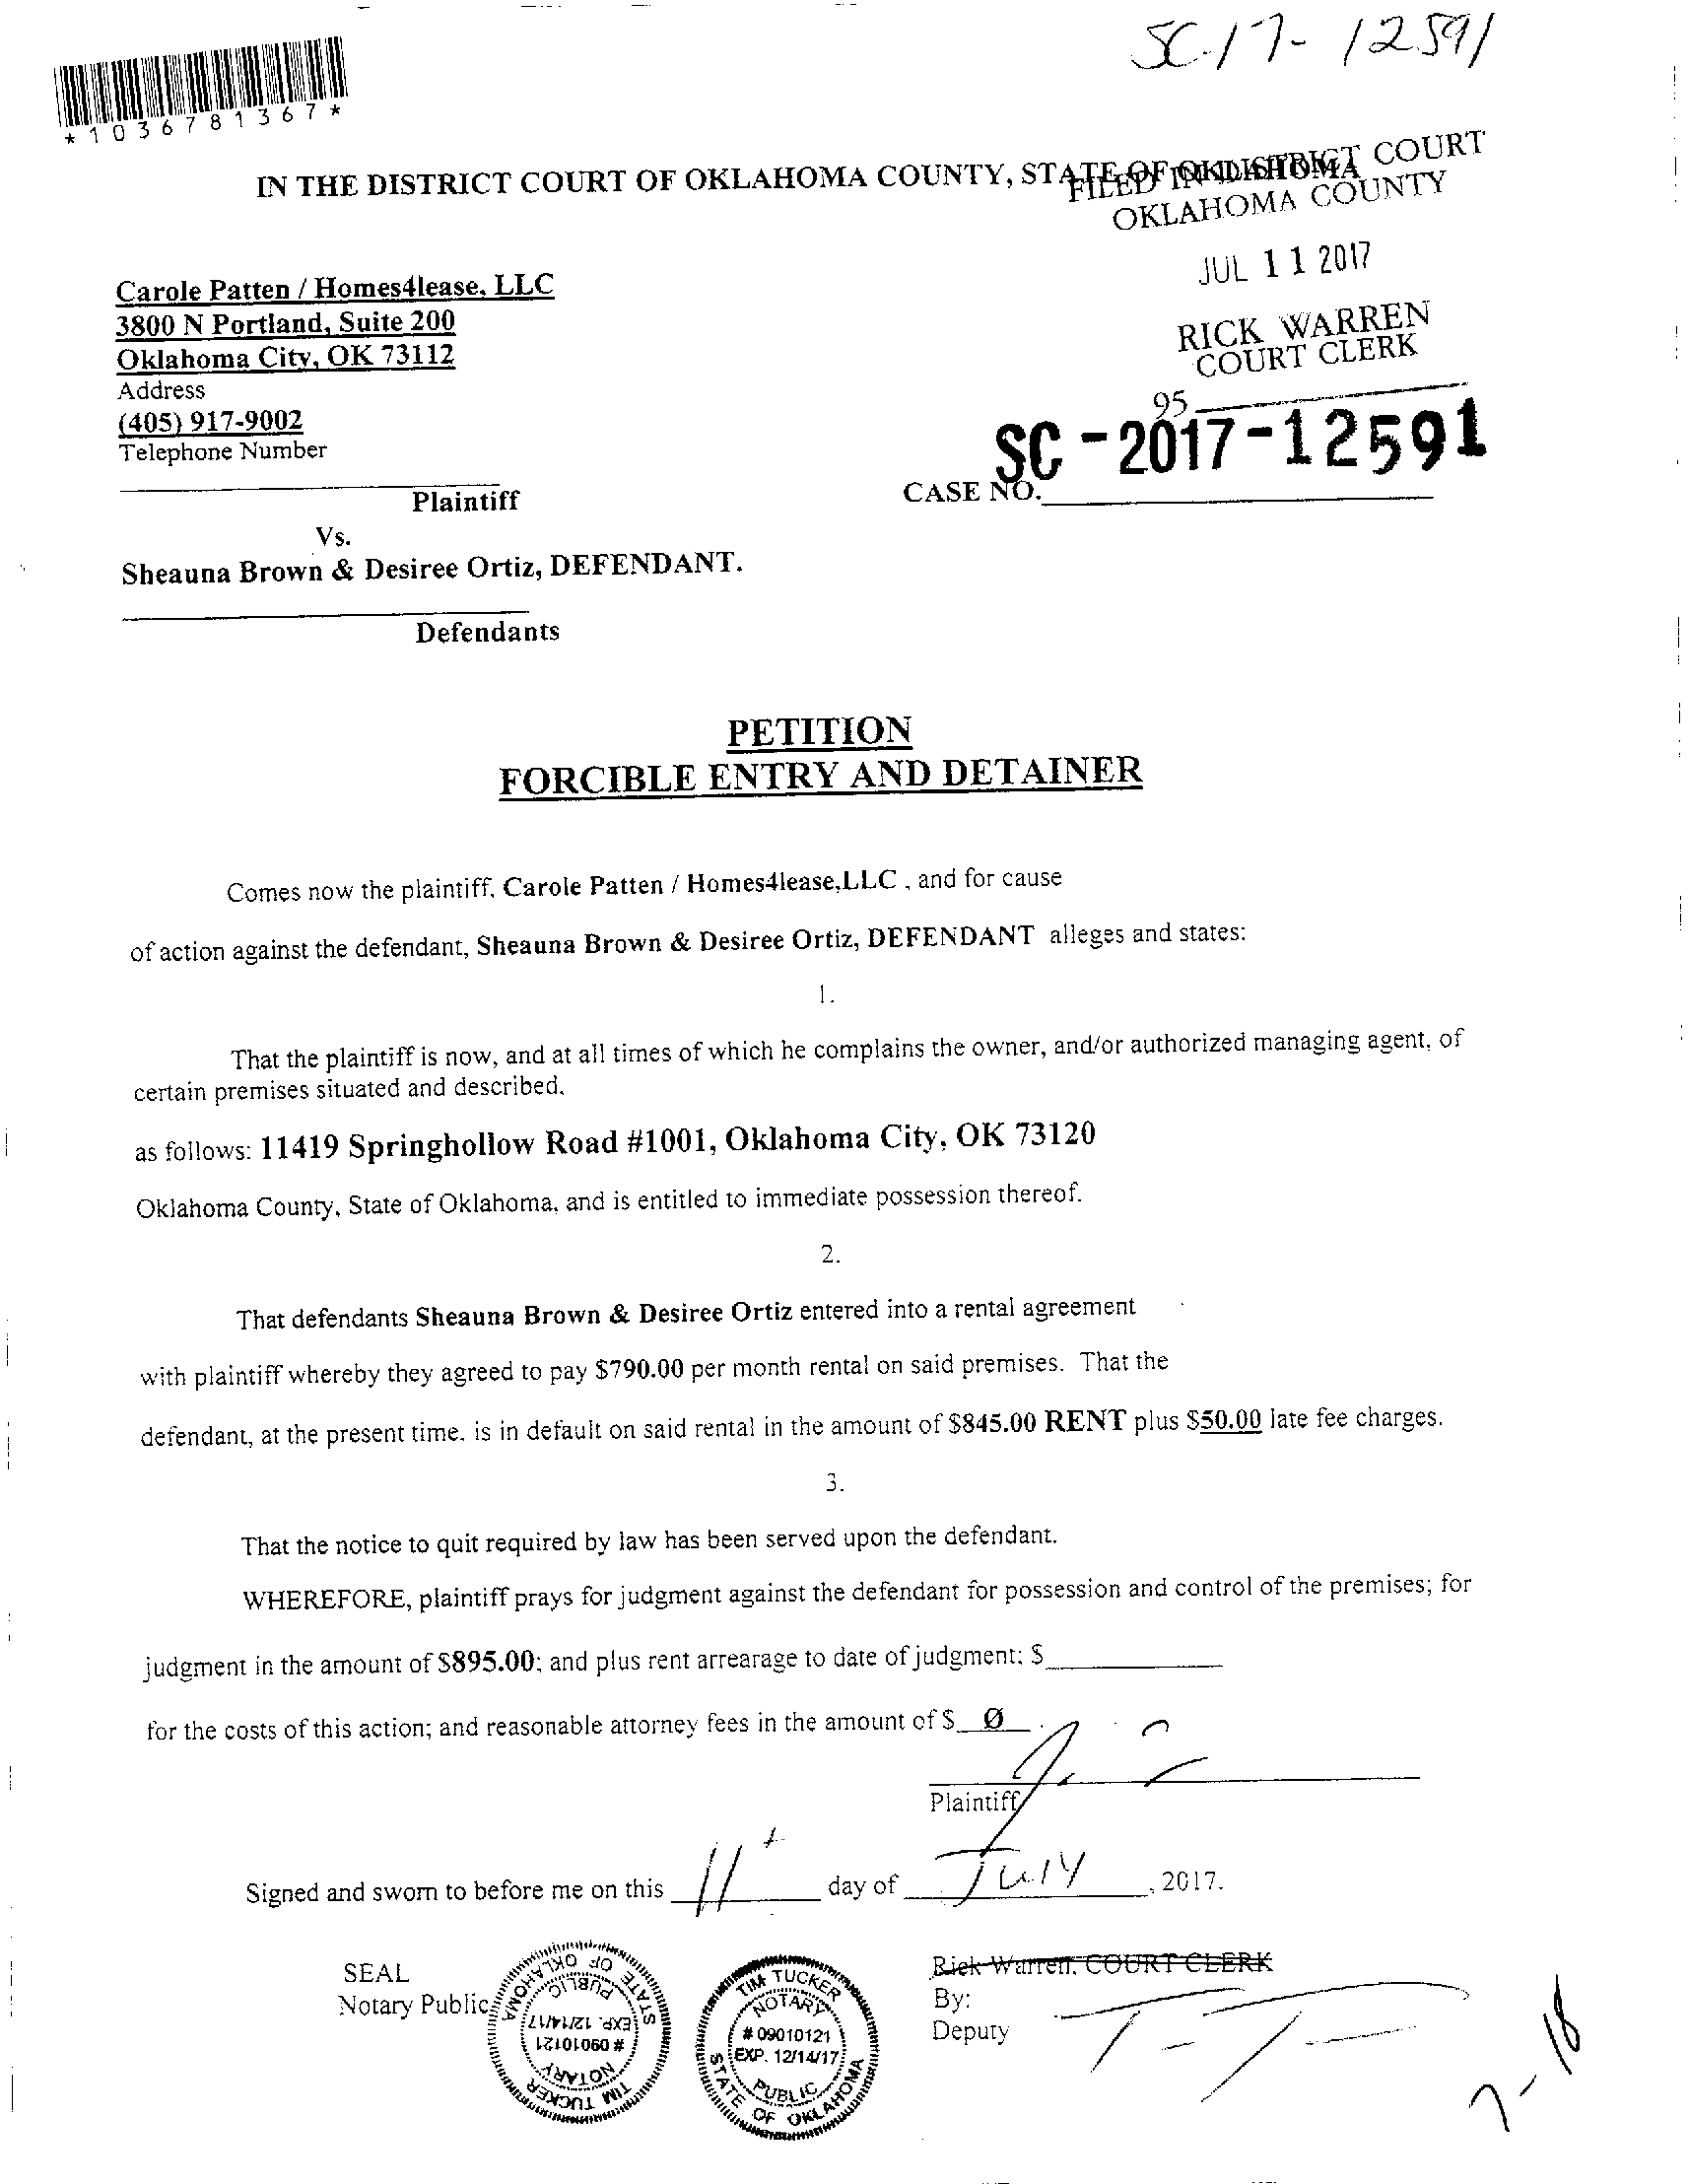 SC-17-12591
*1036781367*
IN THE DISTRICT COURT OF OKLAHOMA COUNTY, STATE OF OKLAHOMA
FILED IN DISTRICT COURT
OKLAHOMA COUNTY
JUL 11 2017
RICK WARREN
COURT CLERK
95
Carole Patten / Homes4lease, LLC
3800 N Portland, Suite 200
Oklahoma City, OK 73112
Address
(405) 917-9002
Telephone Number
Plaintiff
SC-2017-12591
CASE NO.
Vs.
Sheauna Brown & Desiree Ortiz, DEFENDANT.
Defendants
PETITION
FORCIBLE ENTRY AND DETAINER
Comes now the plaintiff, Carole Patten / Homes4lease,LLC , and for cause
of action against the defendant, Sheauna Brown & Desiree Ortiz, DEFENDANT alleges and states:
1.
That the plaintiff is now, and at all times of which he complains the owner, and/or authorized managing agent, of
certain premises situated and described.
as follows: 11419 Springhollow Road #1001, Oklahoma City, OK 73120
Oklahoma County, State of Oklahoma, and is entitled to immediate possession thereof.
2.
That defendants Sheauna Brown & Desiree Ortiz entered into a rental agreement
with plaintiff whereby they agreed to pay $790.00 per month rental on said premises. That the
defendant, at the present time, is in default on said rental in the amount of $845.00 RENT plus $50.00 late fee charges.
3.
That the notice to quit required by law has been served upon the defendant.
WHEREFORE, plaintiff prays for judgment against the defendant for possession and control of the premises; for
judgment in the amount of $895.00; and plus rent arrearage to date of judgment; $
for the costs of this action; and reasonable attorney fees in the amount of $ Ø .
Plaintiff
Signed and sworn to before me on this 11t day of July, 2017.
SEAL
Notary Public
TIM TUCKER
NOTARY
# 09010121
EXP. 12/14/17
PUBLIC
STATE OF OKLAHOMA
TIM TUCKER
NOTARY
# 09010121
EXP. 12/14/17
PUBLIC
STATE OF OKLAHOMA
Rick Warren, COURT CLERK
By:
Deputy
7-18